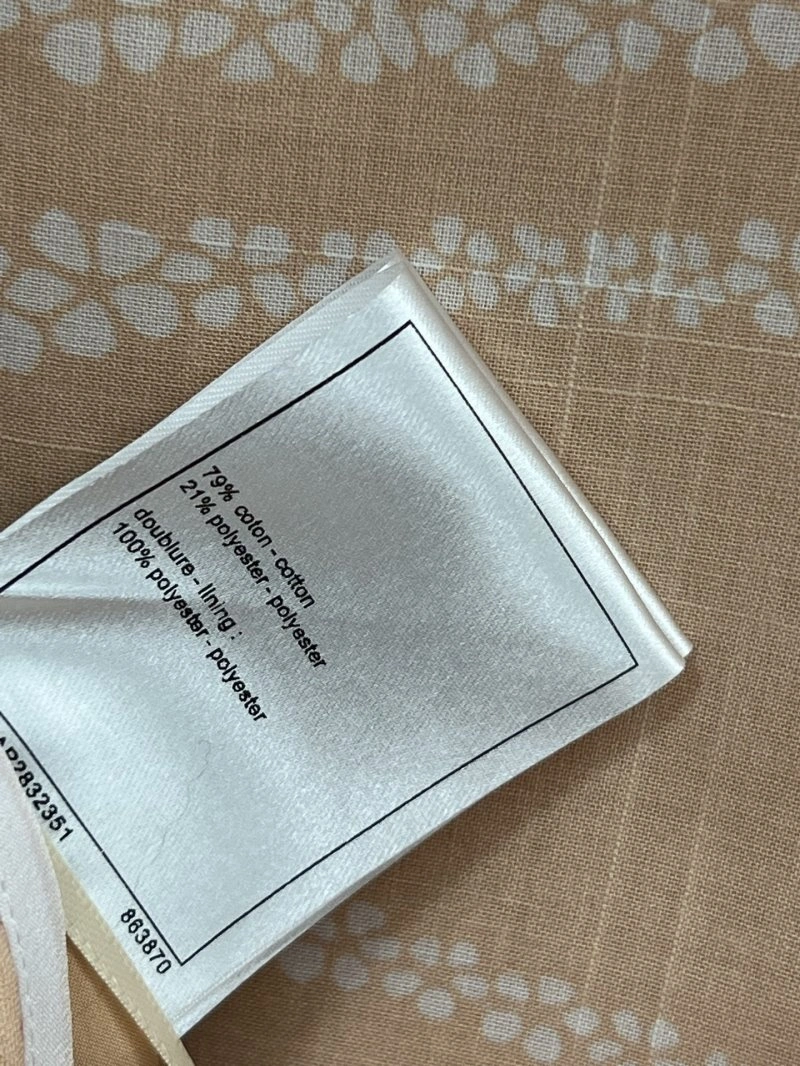 79% coton - cotton
21% polyester - polyester
doublure - lining :
100% polyester - polyester
863870